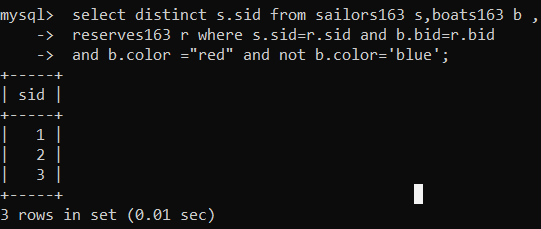 mysql>  select distinct s.sid from sailors163 s,boats163 b ,
    ->  reserves163 r where s.sid=r.sid and b.bid=r.bid
    ->  and b.color ="red" and not b.color='blue';
+-----+
| sid |
+-----+
|   1 |
|   2 |
|   3 |
+-----+
3 rows in set (0.01 sec)